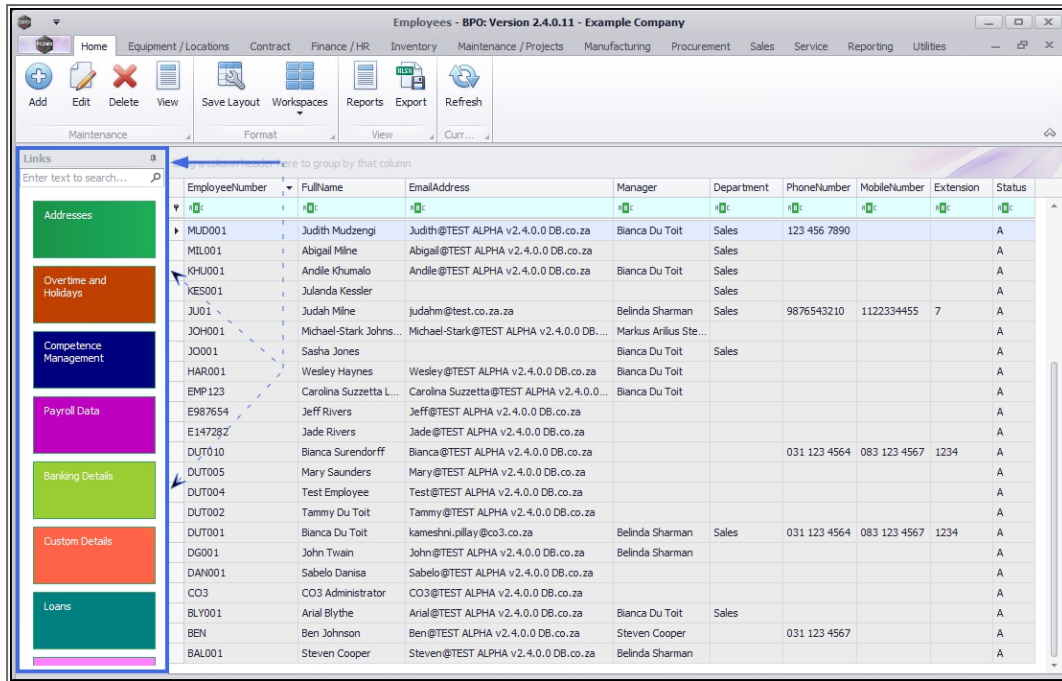 Employees - BPO: Version 2.4.0.11 - Example Company
Home Equipment / Locations Contract Finance / HR Inventory Maintenance / Projects Manufacturing Procurement Sales Service Reporting Utilities
Add Edit Delete View Save Layout Workspaces Reports Export Refresh
Maintenance Format View Curr...
Links
a column header here to group by that column
Enter text to search...
EmployeeNumber FullName EmailAddress Manager Department PhoneNumber MobileNumber Extension Status
Addresses
MUD001 Judith Mudzengi Judith@TEST ALPHA v2.4.0.0 DB.co.za Bianca Du Toit Sales 123 456 7890 A
MIL001 Abigail Milne Abigail@TEST ALPHA v2.4.0.0 DB.co.za Sales A
KHU001 Andile Khumalo Andile@TEST ALPHA v2.4.0.0 DB.co.za Bianca Du Toit Sales A
Overtime and
Holidays
KES001 Julanda Kessler Sales A
JU01 Judah Milne judahm@test.co.za.za Belinda Sharman Sales 9876543210 1122334455 7 A
JOH001 Michael-Stark Johns... Michael-Stark@TEST ALPHA v2.4.0.0 DB.... Markus Arilius Ste... A
Competence
Management
JO001 Sasha Jones Bianca Du Toit Sales A
HAR001 Wesley Haynes Wesley@TEST ALPHA v2.4.0.0 DB.co.za Bianca Du Toit A
EMP123 Carolina Suzzetta L... Carolina Suzzetta@TEST ALPHA v2.4.0.0... Bianca Du Toit A
Payroll Data
E987654 Jeff Rivers Jeff@TEST ALPHA v2.4.0.0 DB.co.za A
E147282 Jade Rivers Jade@TEST ALPHA v2.4.0.0 DB.co.za A
DUT010 Bianca Surendorff Bianca@TEST ALPHA v2.4.0.0 DB.co.za 031 123 4564 083 123 4567 1234 A
Banking Details
DUT005 Mary Saunders Mary@TEST ALPHA v2.4.0.0 DB.co.za A
DUT004 Test Employee Test@TEST ALPHA v2.4.0.0 DB.co.za A
DUT002 Tammy Du Toit Tammy@TEST ALPHA v2.4.0.0 DB.co.za A
DUT001 Bianca Du Toit kameshni.pillay@co3.co.za Belinda Sharman Sales 031 123 4564 083 123 4567 1234 A
Custom Details
DG001 John Twain John@TEST ALPHA v2.4.0.0 DB.co.za Belinda Sharman A
DAN001 Sabelo Danisa Sabelo@TEST ALPHA v2.4.0.0 DB.co.za A
CO3 CO3 Administrator CO3@TEST ALPHA v2.4.0.0 DB.co.za A
Loans
BLY001 Arial Blythe Arial@TEST ALPHA v2.4.0.0 DB.co.za Bianca Du Toit Sales A
BEN Ben Johnson Ben@TEST ALPHA v2.4.0.0 DB.co.za Steven Cooper 031 123 4567 A
BAL001 Steven Cooper Steven@TEST ALPHA v2.4.0.0 DB.co.za Belinda Sharman A